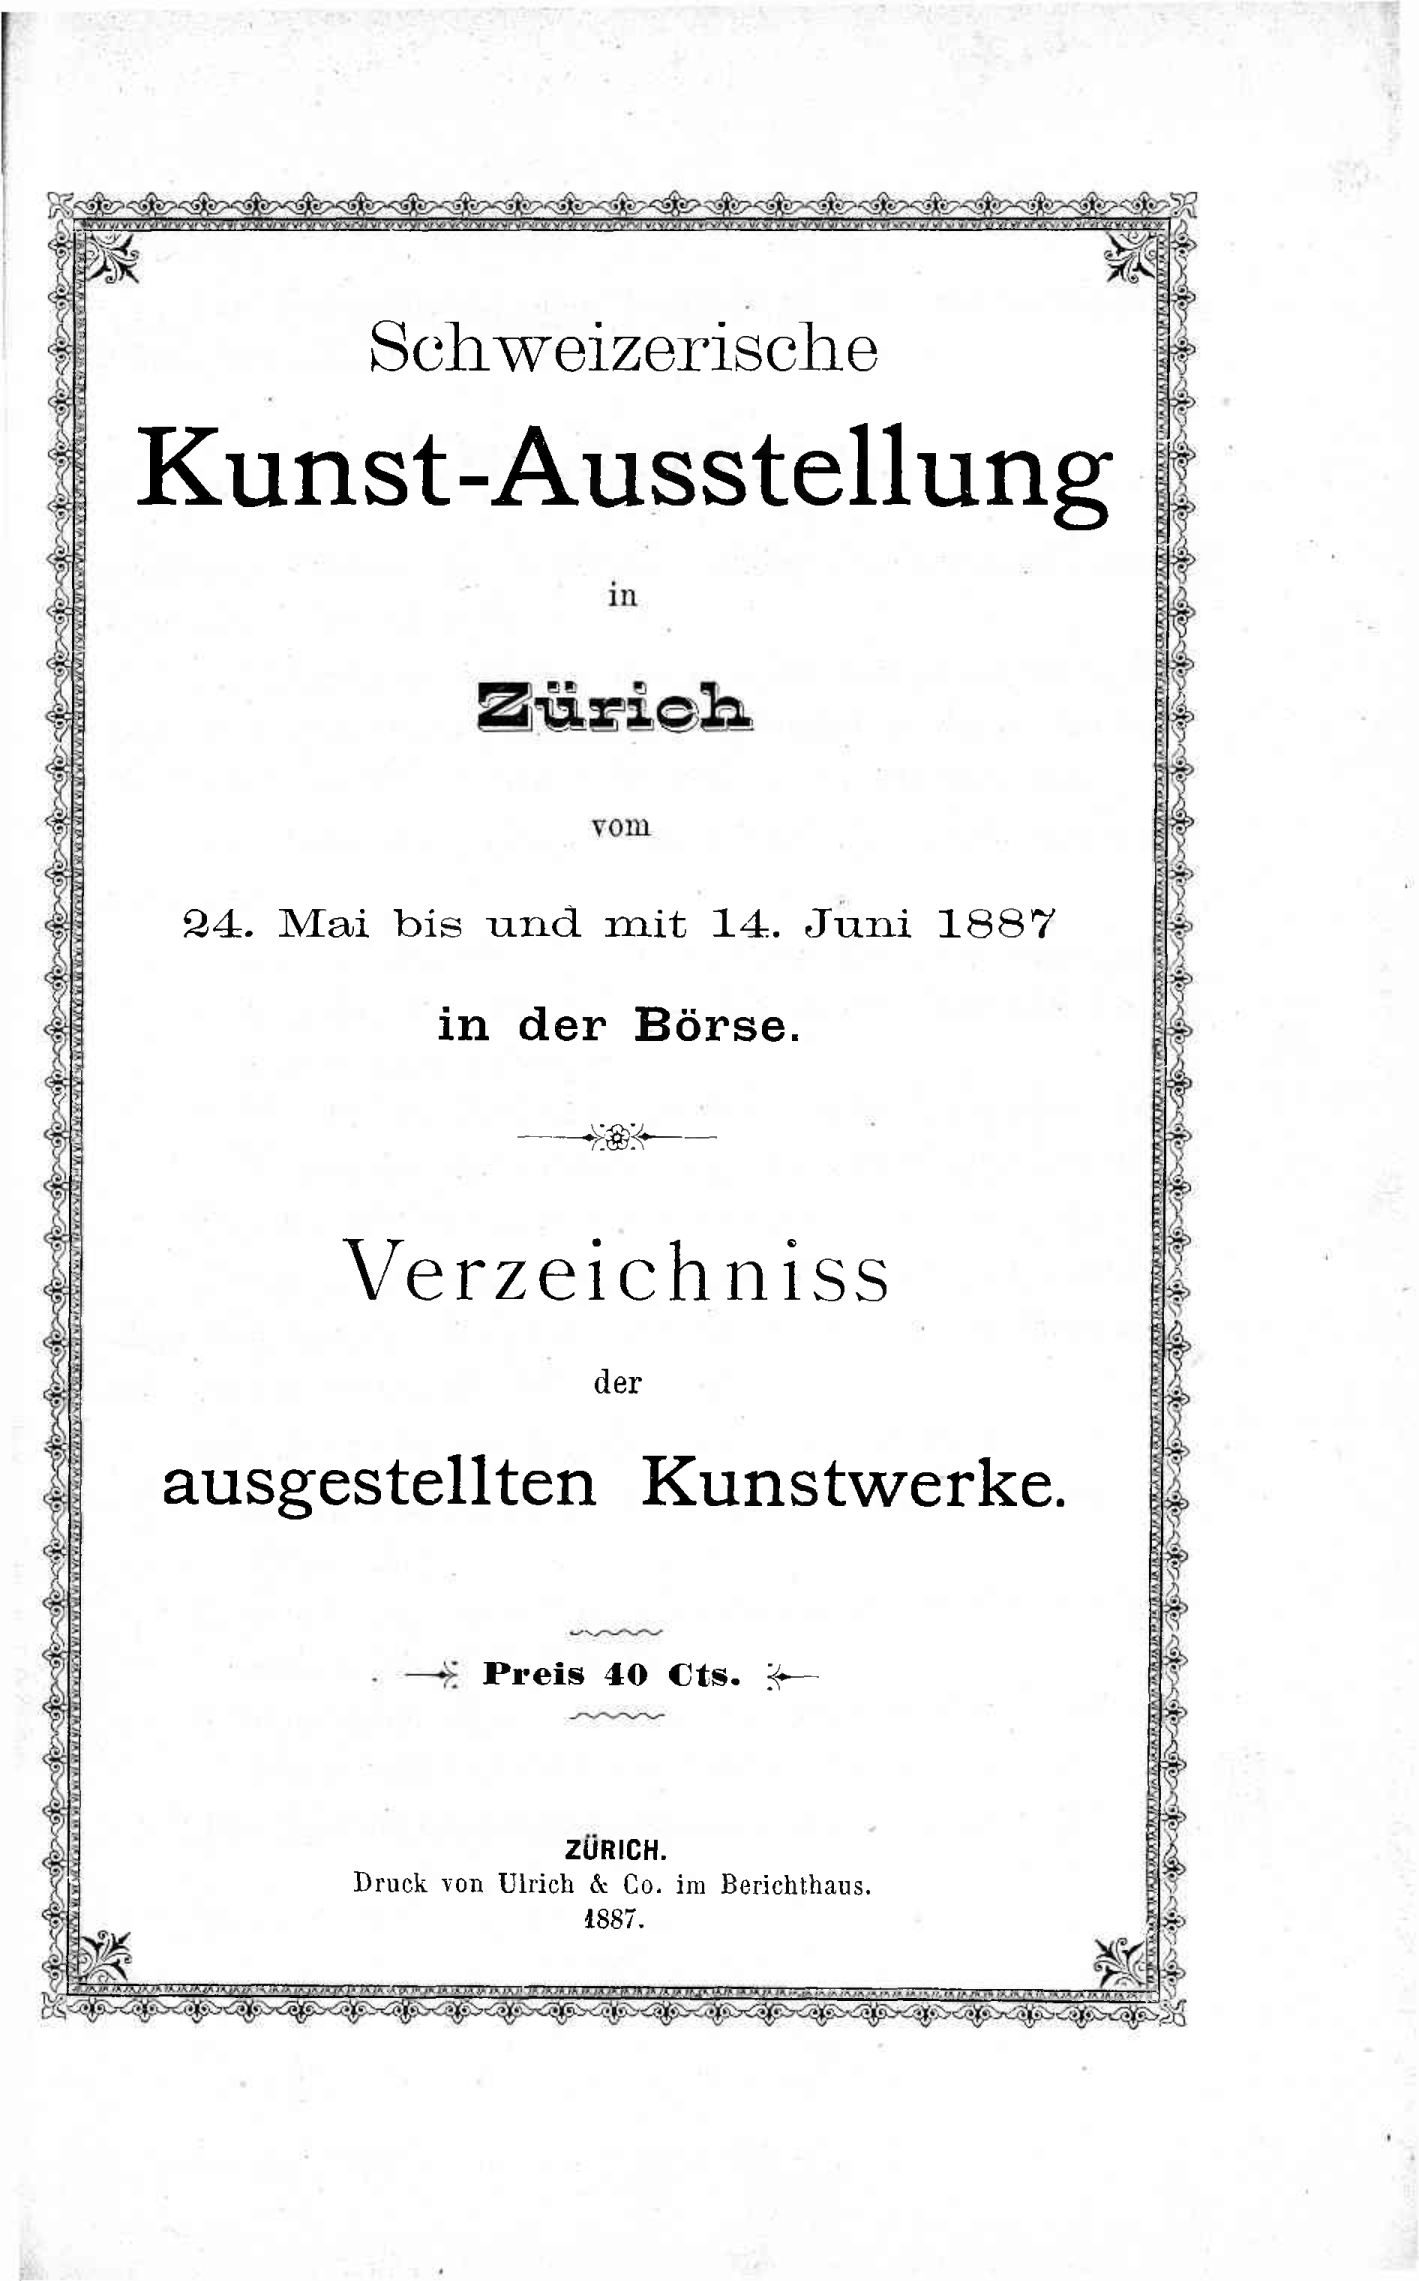 Schweizerische
Kunst-Ausstellung
in
Zürich
vom
24. Mai bis und mit 14. Juni 1887
in der Börse.
Verzeichniss
der
ausgestellten Kunstwerke.
Preis 40 Cts.
ZÜRICH.
Druck von Ulrich & Co. im Berichthaus.
1887.